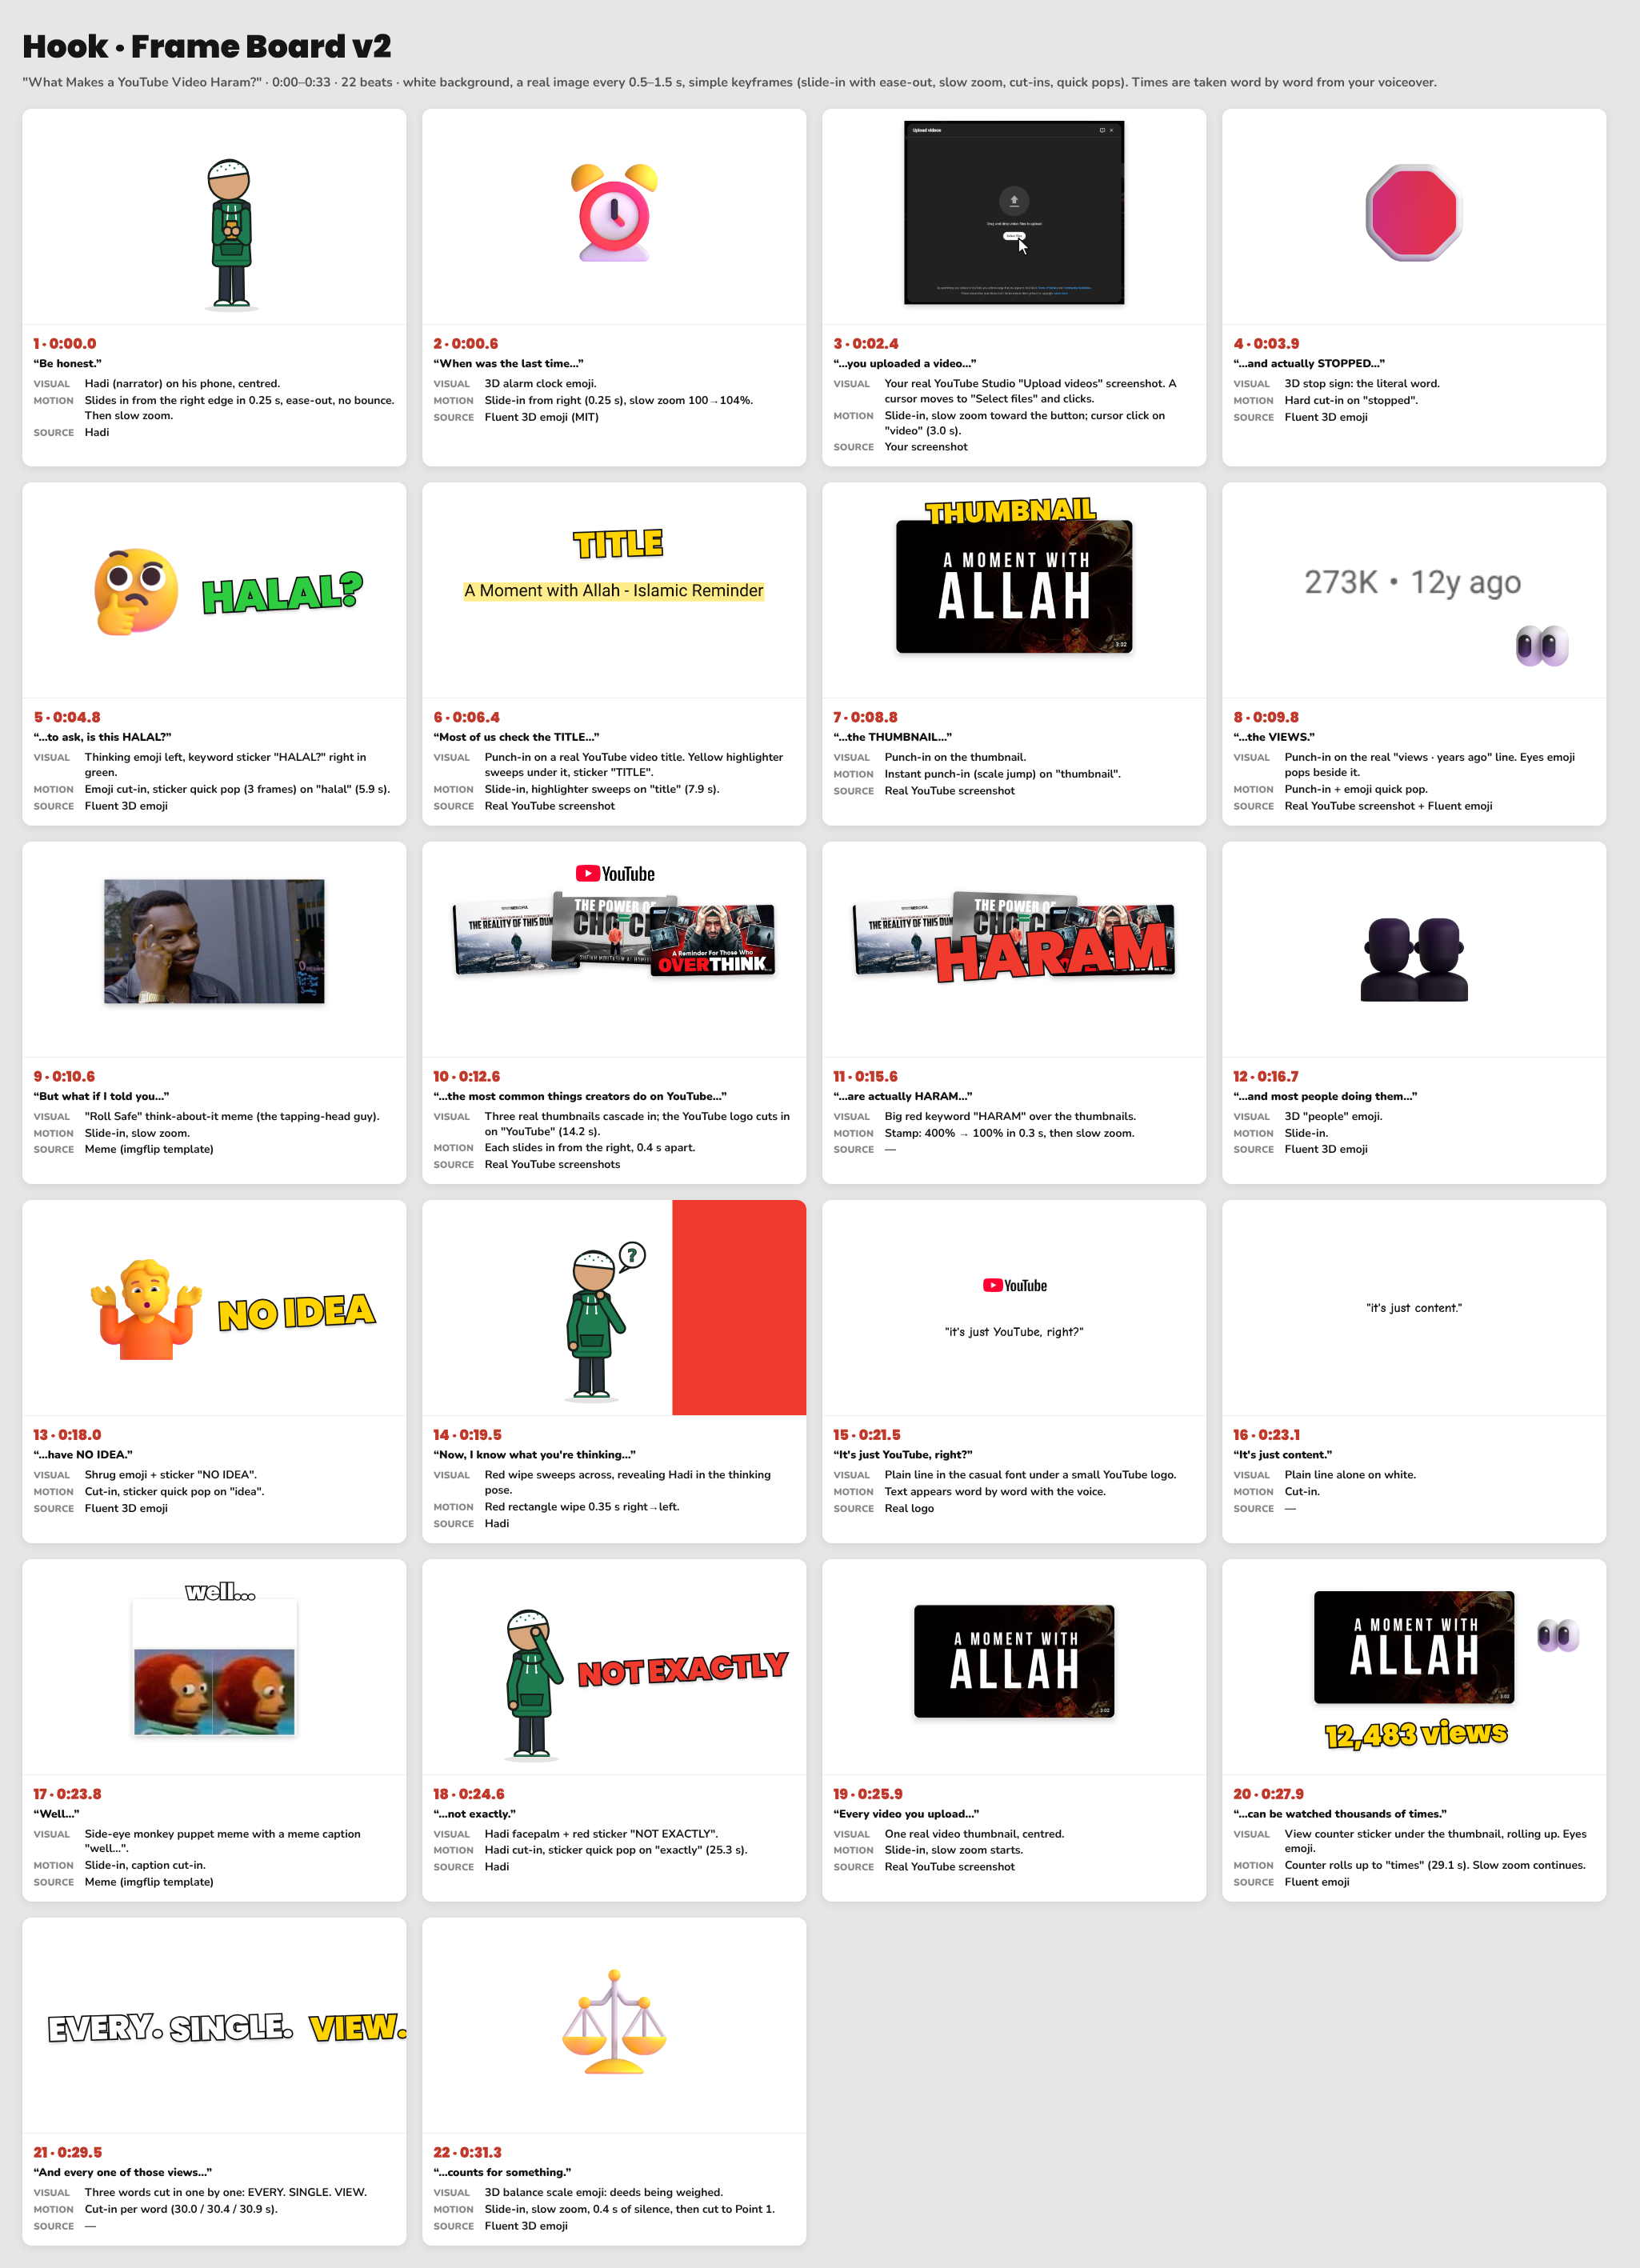 Hook · Frame Board v2
"What Makes a YouTube Video Haram?" · 0:00–0:33 · 22 beats · white background, a real image every 0.5–1.5 s, simple keyframes (slide-in with ease-out, slow zoom, cut-ins, quick pops). Times are taken word by word from your voiceover.
1 · 0:00.0
“Be honest.”
VISUAL Hadi (narrator) on his phone, centred.
MOTION Slides in from the right edge in 0.25 s, ease-out, no bounce.
Then slow zoom.
SOURCE Hadi
2 · 0:00.6
“When was the last time…”
VISUAL 3D alarm clock emoji.
MOTION Slide-in from right (0.25 s), slow zoom 100→104%.
SOURCE Fluent 3D emoji (MIT)
Upload videos
Drag and drop video files to upload
Select files
3 · 0:02.4
“…you uploaded a video…”
VISUAL Your real YouTube Studio "Upload videos" screenshot. A
cursor moves to "Select files" and clicks.
MOTION Slide-in, slow zoom toward the button; cursor click on
"video" (3.0 s).
SOURCE Your screenshot
4 · 0:03.9
“…and actually STOPPED…”
VISUAL 3D stop sign: the literal word.
MOTION Hard cut-in on "stopped".
SOURCE Fluent 3D emoji
HALAL?
5 · 0:04.8
“…to ask, is this HALAL?”
VISUAL Thinking emoji left, keyword sticker "HALAL?" right in
green.
MOTION Emoji cut-in, sticker quick pop (3 frames) on "halal" (5.9 s).
SOURCE Fluent 3D emoji
TITLE
A Moment with Allah - Islamic Reminder
6 · 0:06.4
“Most of us check the TITLE…”
VISUAL Punch-in on a real YouTube video title. Yellow highlighter
sweeps under it, sticker "TITLE".
MOTION Slide-in, highlighter sweeps on "title" (7.9 s).
SOURCE Real YouTube screenshot
THUMBNAIL
A MOMENT WITH
ALLAH
3:02
7 · 0:08.8
“…the THUMBNAIL…”
VISUAL Punch-in on the thumbnail.
MOTION Instant punch-in (scale jump) on "thumbnail".
SOURCE Real YouTube screenshot
273K • 12y ago
8 · 0:09.8
“…the VIEWS.”
VISUAL Punch-in on the real "views · years ago" line. Eyes emoji
pops beside it.
MOTION Punch-in + emoji quick pop.
SOURCE Real YouTube screenshot + Fluent emoji
9 · 0:10.6
“But what if I told you…”
VISUAL "Roll Safe" think-about-it meme (the tapping-head guy).
MOTION Slide-in, slow zoom.
SOURCE Meme (imgflip template)
YouTube
THE REALITY OF THIS DUN
THE POWER OF
CHOICE
A Reminder For Those Who
OVERTHINK
10 · 0:12.6
“…the most common things creators do on YouTube…”
VISUAL Three real thumbnails cascade in; the YouTube logo cuts in
on "YouTube" (14.2 s).
MOTION Each slides in from the right, 0.4 s apart.
SOURCE Real YouTube screenshots
THE REALITY OF THIS DUN
THE POWER OF
HARAM
11 · 0:15.6
“…are actually HARAM…”
VISUAL Big red keyword "HARAM" over the thumbnails.
MOTION Stamp: 400% → 100% in 0.3 s, then slow zoom.
SOURCE —
12 · 0:16.7
“…and most people doing them…”
VISUAL 3D "people" emoji.
MOTION Slide-in.
SOURCE Fluent 3D emoji
NO IDEA
13 · 0:18.0
“…have NO IDEA.”
VISUAL Shrug emoji + sticker "NO IDEA".
MOTION Cut-in, sticker quick pop on "idea".
SOURCE Fluent 3D emoji
?
14 · 0:19.5
“Now, I know what you're thinking…”
VISUAL Red wipe sweeps across, revealing Hadi in the thinking
pose.
MOTION Red rectangle wipe 0.35 s right→left.
SOURCE Hadi
YouTube
"it's just YouTube, right?"
15 · 0:21.5
“It's just YouTube, right?”
VISUAL Plain line in the casual font under a small YouTube logo.
MOTION Text appears word by word with the voice.
SOURCE Real logo
"it's just content."
16 · 0:23.1
“It's just content.”
VISUAL Plain line alone on white.
MOTION Cut-in.
SOURCE —
well...
17 · 0:23.8
“Well…”
VISUAL Side-eye monkey puppet meme with a meme caption
"well…".
MOTION Slide-in, caption cut-in.
SOURCE Meme (imgflip template)
NOT EXACTLY
18 · 0:24.6
“…not exactly.”
VISUAL Hadi facepalm + red sticker "NOT EXACTLY".
MOTION Hadi cut-in, sticker quick pop on "exactly" (25.3 s).
SOURCE Hadi
A MOMENT WITH
ALLAH
3:02
19 · 0:25.9
“Every video you upload…”
VISUAL One real video thumbnail, centred.
MOTION Slide-in, slow zoom starts.
SOURCE Real YouTube screenshot
A MOMENT WITH
ALLAH
3:02
12,483 views
20 · 0:27.9
“…can be watched thousands of times.”
VISUAL View counter sticker under the thumbnail, rolling up. Eyes
emoji.
MOTION Counter rolls up to "times" (29.1 s). Slow zoom continues.
SOURCE Fluent emoji
EVERY. SINGLE. VIEW.
21 · 0:29.5
“And every one of those views…”
VISUAL Three words cut in one by one: EVERY. SINGLE. VIEW.
MOTION Cut-in per word (30.0 / 30.4 / 30.9 s).
SOURCE —
22 · 0:31.3
“…counts for something.”
VISUAL 3D balance scale emoji: deeds being weighed.
MOTION Slide-in, slow zoom, 0.4 s of silence, then cut to Point 1.
SOURCE Fluent 3D emoji